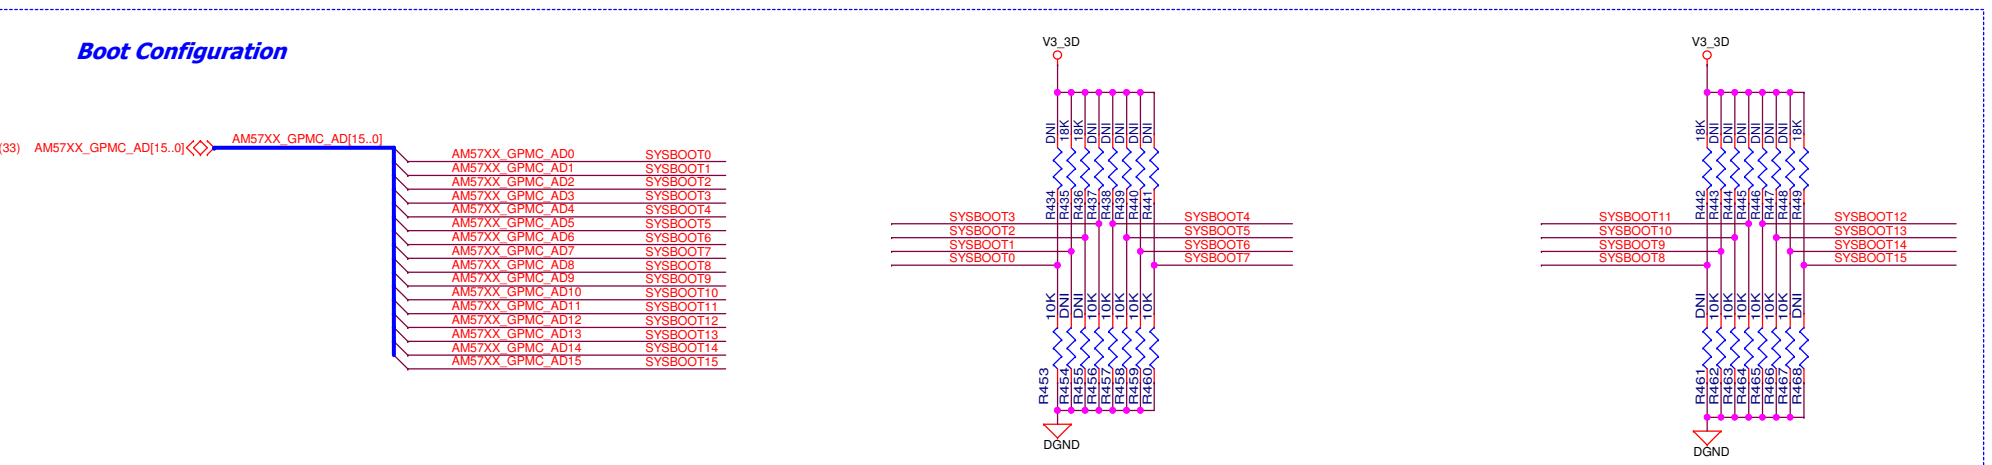 Boot Configuration
(33) AM57XX_GPMC_AD[15..0]
AM57XX_GPMC_AD[15..0]
AM57XX_GPMC_AD0 SYSBOOT0
AM57XX_GPMC_AD1 SYSBOOT1
AM57XX_GPMC_AD2 SYSBOOT2
AM57XX_GPMC_AD3 SYSBOOT3
AM57XX_GPMC_AD4 SYSBOOT4
AM57XX_GPMC_AD5 SYSBOOT5
AM57XX_GPMC_AD6 SYSBOOT6
AM57XX_GPMC_AD7 SYSBOOT7
AM57XX_GPMC_AD8 SYSBOOT8
AM57XX_GPMC_AD9 SYSBOOT9
AM57XX_GPMC_AD10 SYSBOOT10
AM57XX_GPMC_AD11 SYSBOOT11
AM57XX_GPMC_AD12 SYSBOOT12
AM57XX_GPMC_AD13 SYSBOOT13
AM57XX_GPMC_AD14 SYSBOOT14
AM57XX_GPMC_AD15 SYSBOOT15
V3_3D
DNI 18K 18K DNI DNI DNI DNI DNI
R434 R435 R436 R437 R438 R439 R440 R441
SYSBOOT3 SYSBOOT4
SYSBOOT2 SYSBOOT5
SYSBOOT1 SYSBOOT6
SYSBOOT0 SYSBOOT7
10K DNI DNI 10K 10K 10K 10K 10K
R453 R454 R455 R456 R457 R458 R459 R460
DGND
V3_3D
18K DNI DNI DNI DNI DNI DNI 18K
R442 R443 R444 R445 R446 R447 R448 R449
SYSBOOT11 SYSBOOT12
SYSBOOT10 SYSBOOT13
SYSBOOT9 SYSBOOT14
SYSBOOT8 SYSBOOT15
DNI 10K 10K 10K 10K 10K 10K DNI
R461 R462 R463 R464 R465 R466 R467 R468
DGND